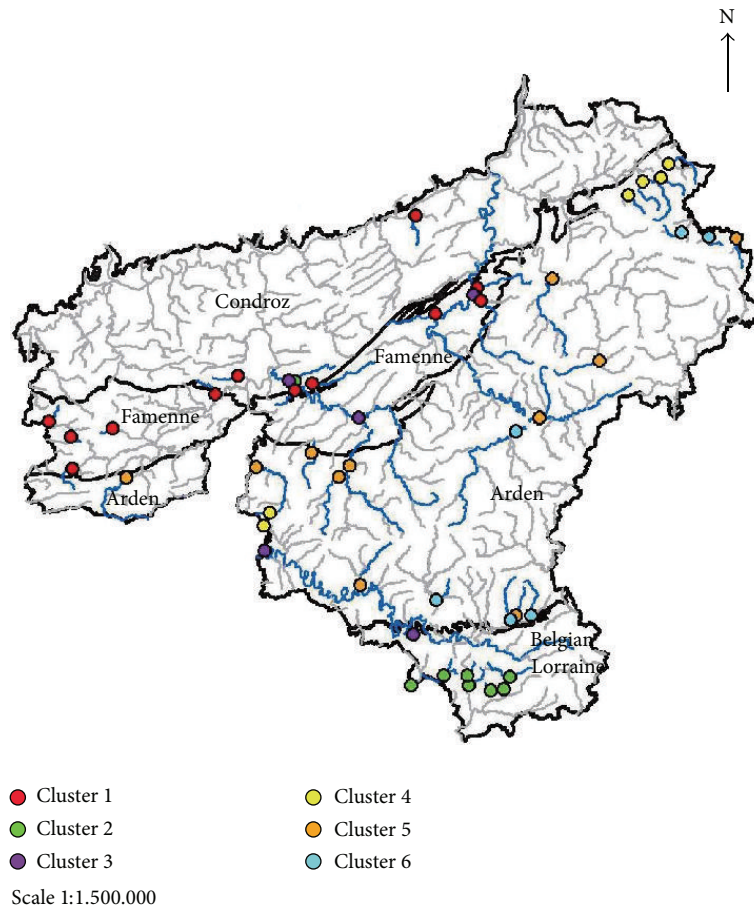 N
Condroz
Famenne
Famenne
Arden
Arden
Belgian
Lorraine
Cluster 1
Cluster 2
Cluster 3
Cluster 4
Cluster 5
Cluster 6
Scale 1:1.500.000